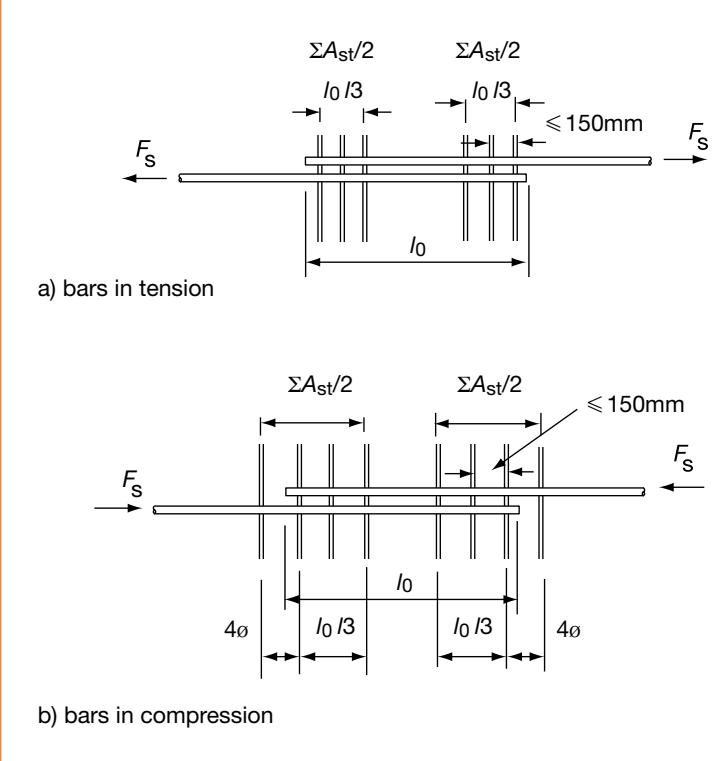 ΣAst/2 ΣAst/2
l0 /3 l0 /3
⩽150mm
Fs Fs
l0
a) bars in tension
ΣAst/2 ΣAst/2
⩽150mm
Fs Fs
l0
4ø l0 /3 l0 /3 4ø
b) bars in compression